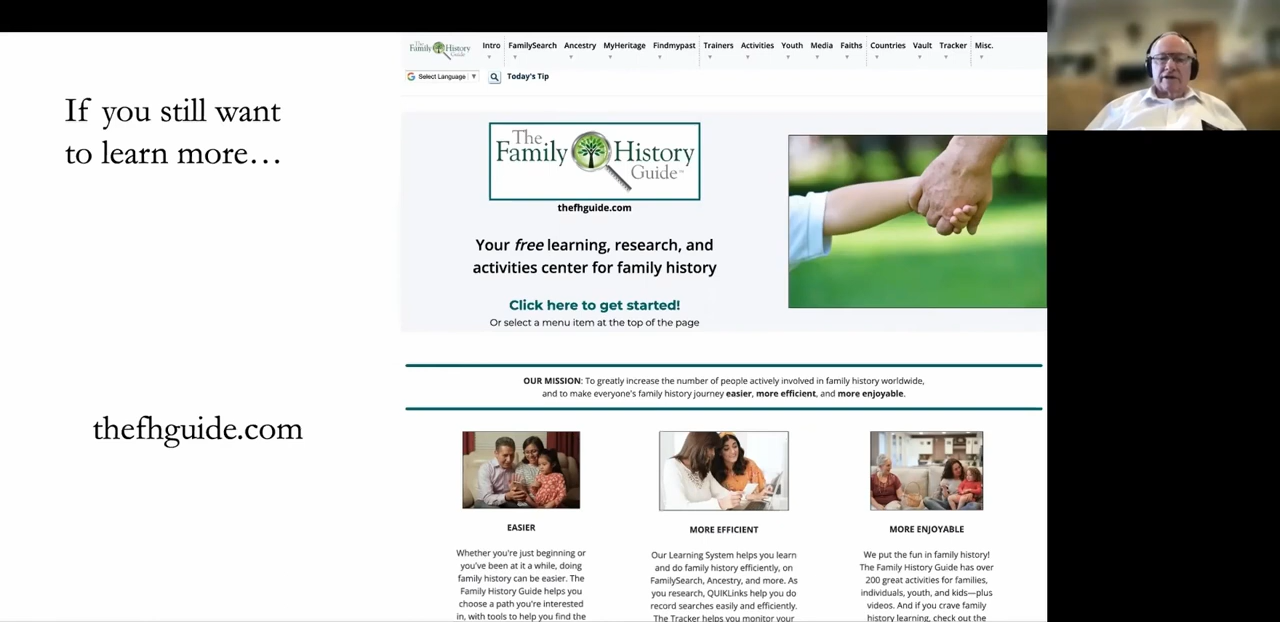 If you still want
to learn more…
thefhguide.com
The
Family History
Guide
Intro FamilySearch Ancestry MyHeritage Findmypast Trainers Activities Youth Media Faiths Countries Vault Tracker Misc.
Select Language
Today's Tip
The
Family History
Guide™
thefhguide.com
Your free learning, research, and
activities center for family history
Click here to get started!
Or select a menu item at the top of the page
OUR MISSION: To greatly increase the number of people actively involved in family history worldwide,
and to make everyone's family history journey easier, more efficient, and more enjoyable.
EASIER
Whether you're just beginning or
you've been at it a while, doing
family history can be easier. The
Family History Guide helps you
choose a path you're interested
in, with tools to help you find the
MORE EFFICIENT
Our Learning System helps you learn
and do family history efficiently, on
FamilySearch, Ancestry, and more. As
you research, QUIKLinks help you do
record searches easily and efficiently.
The Tracker helps you monitor your
MORE ENJOYABLE
We put the fun in family history!
The Family History Guide has over
200 great activities for families,
individuals, youth, and kids—plus
videos. And if you crave family
history learning, check out the